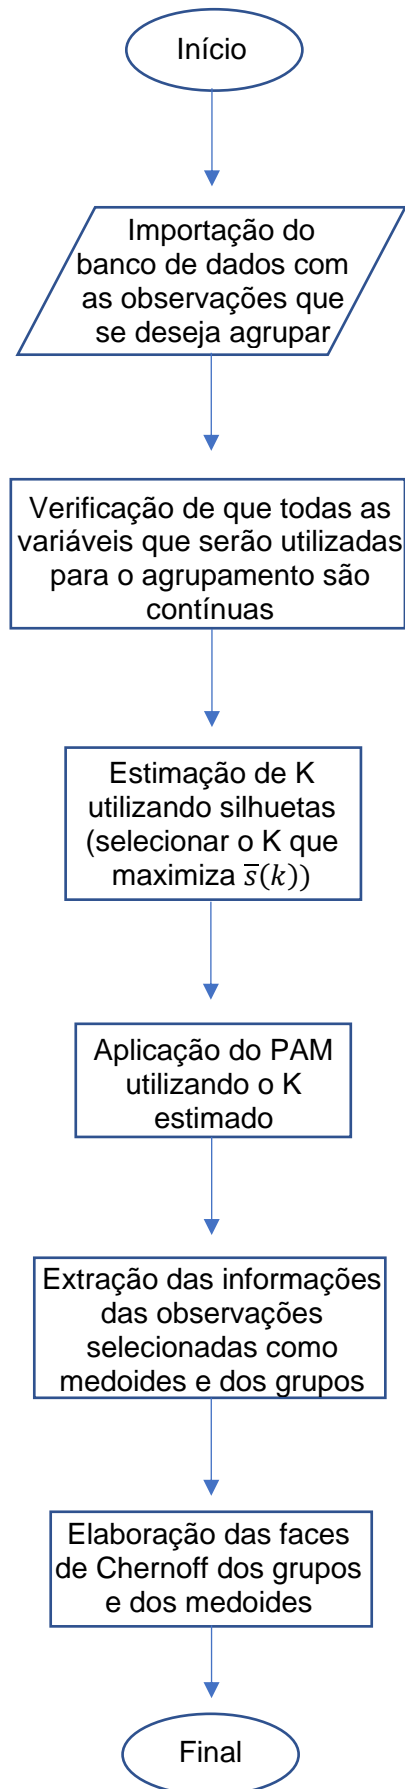 Início
Importação do
banco de dados com
as observações que
se deseja agrupar
Verificação de que todas as
variáveis que serão utilizadas
para o agrupamento são
contínuas
Estimação de K
utilizando silhuetas
(selecionar o K que
maximiza s̅(k))
Aplicação do PAM
utilizando o K
estimado
Extração das informações
das observações
selecionadas como
medoides e dos grupos
Elaboração das faces
de Chernoff dos grupos
e dos medoides
Final